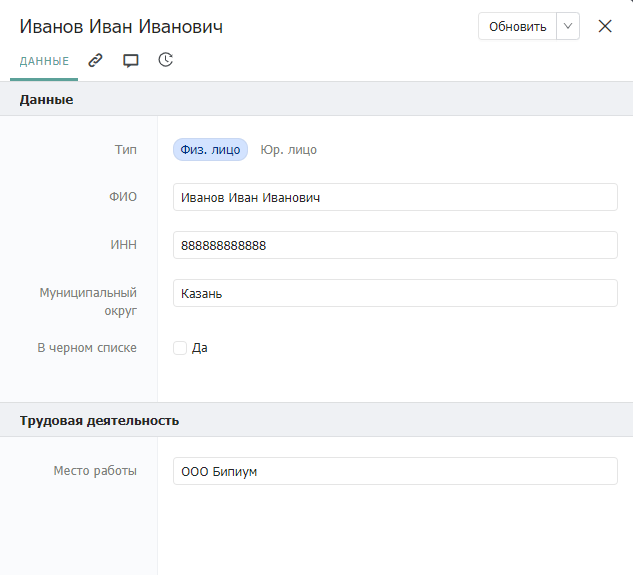 Иванов Иван Иванович
Обновить
ДАННЫЕ
Данные
Тип
Физ. лицо
Юр. лицо
ФИО
Иванов Иван Иванович
ИНН
888888888888
Муниципальный
округ
Казань
В черном списке
Да
Трудовая деятельность
Место работы
ООО Бипиум